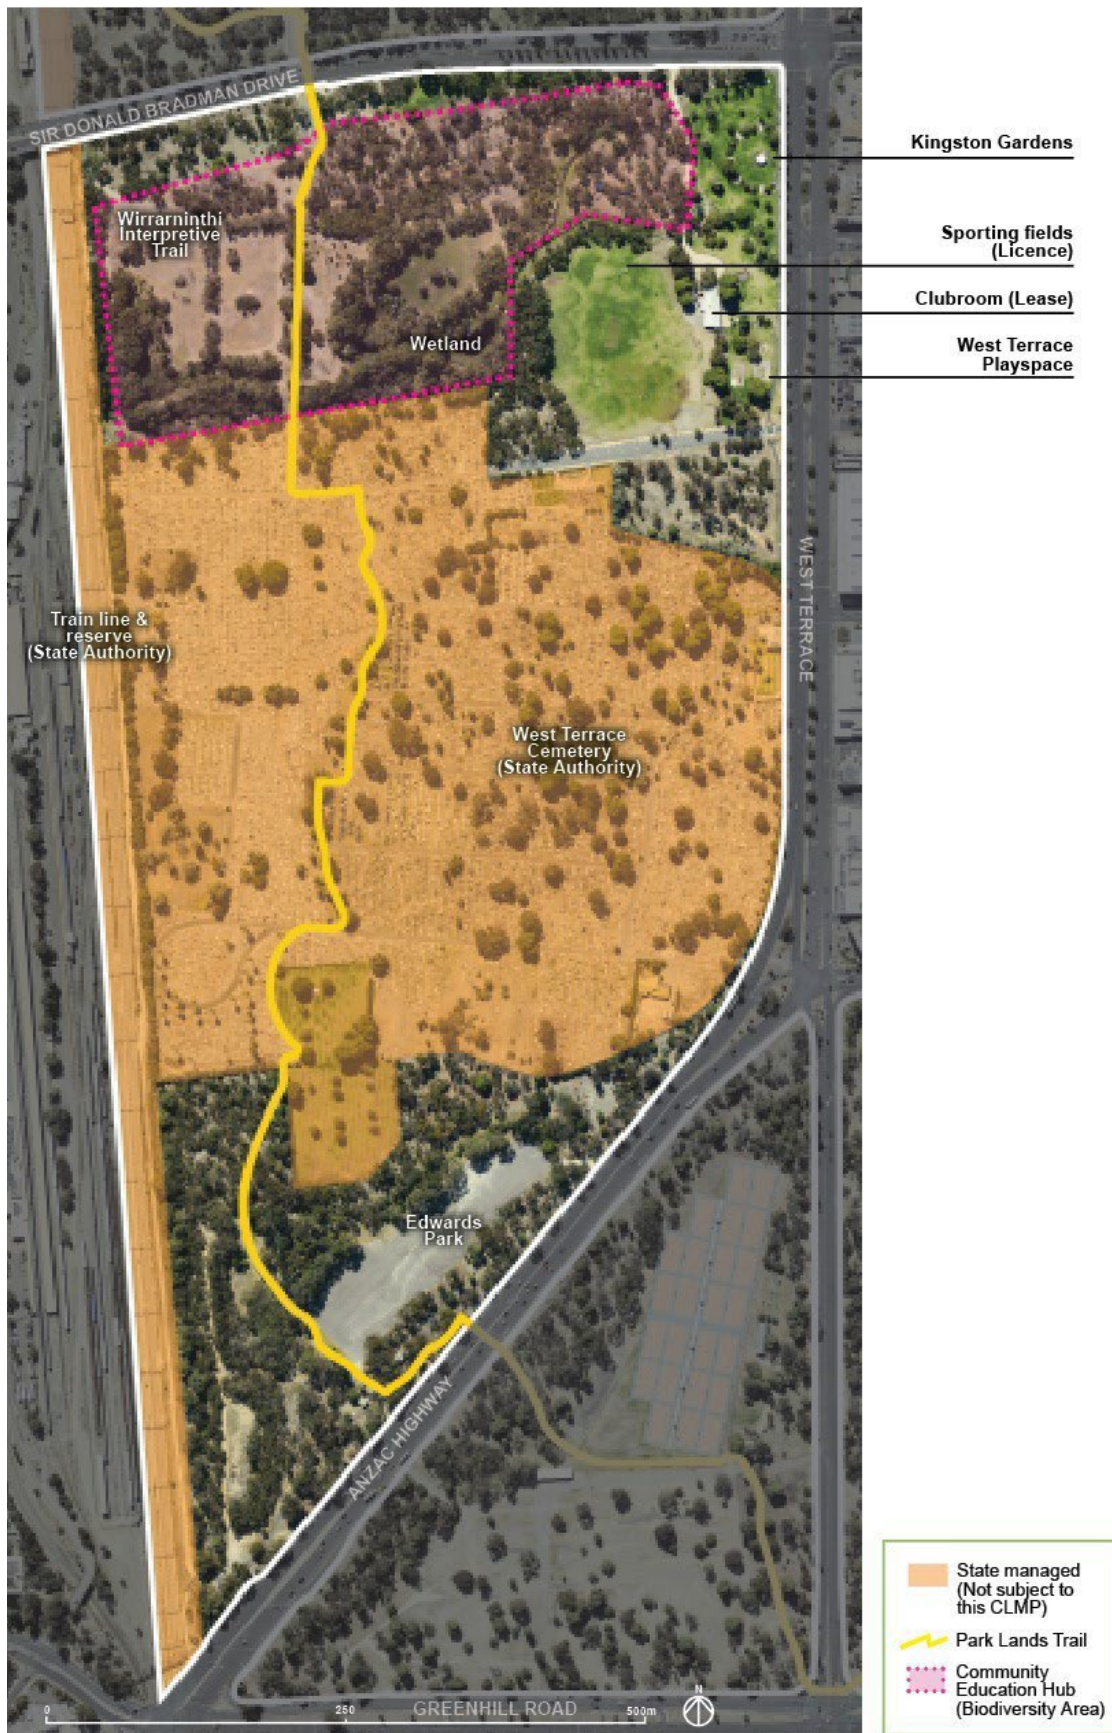 SIR DONALD BRADMAN DRIVE
Kingston Gardens
Wirrarninthi
Interpretive
Trail
Sporting fields
(Licence)
Clubroom (Lease)
Wetland
West Terrace
Playspace
WEST TERRACE
Train line &
reserve
(State Authority)
West Terrace
Cemetery
(State Authority)
Edwards
Park
ANZAC HIGHWAY
State managed
(Not subject to
this CLMP)
Park Lands Trail
Community
Education Hub
(Biodiversity Area)
N
0 250 500m
GREENHILL ROAD